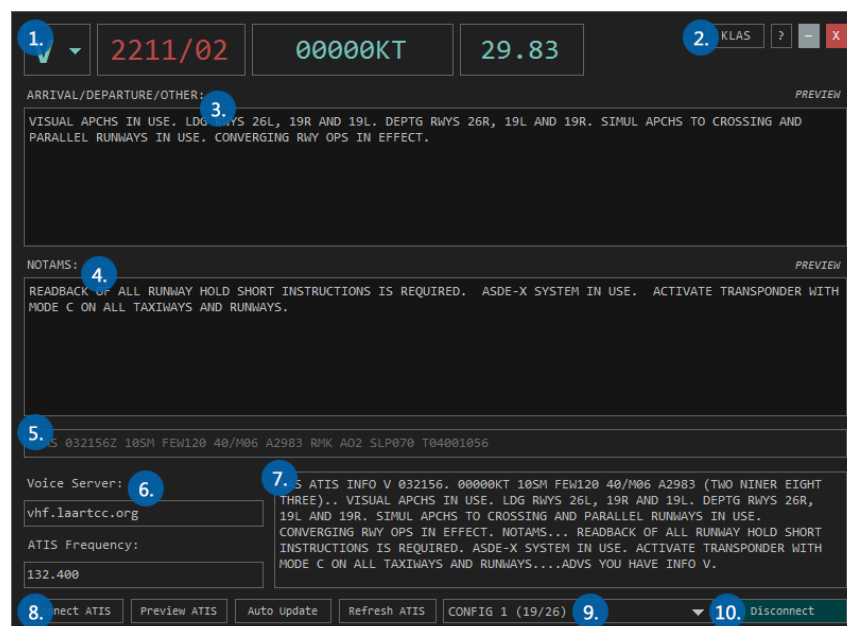 1. V 2211/02 00000KT 29.83 2. KLAS ? – X
ARRIVAL/DEPARTURE/OTHER: PREVIEW
3.
VISUAL APCHS IN USE. LDG RWYS 26L, 19R AND 19L. DEPTG RWYS 26R, 19L AND 19R. SIMUL APCHS TO CROSSING AND
PARALLEL RUNWAYS IN USE. CONVERGING RWY OPS IN EFFECT.
NOTAMS: PREVIEW
4.
READBACK OF ALL RUNWAY HOLD SHORT INSTRUCTIONS IS REQUIRED. ASDE-X SYSTEM IN USE. ACTIVATE TRANSPONDER WITH
MODE C ON ALL TAXIWAYS AND RUNWAYS.
5. 032156Z 10SM FEW120 40/M06 A2983 RMK AO2 SLP070 T04001056
Voice Server: 6.
vhf.laartcc.org
ATIS Frequency:
132.400
7. ATIS INFO V 032156. 00000KT 10SM FEW120 40/M06 A2983 (TWO NINER EIGHT
THREE).. VISUAL APCHS IN USE. LDG RWYS 26L, 19R AND 19L. DEPTG RWYS 26R,
19L AND 19R. SIMUL APCHS TO CROSSING AND PARALLEL RUNWAYS IN USE.
CONVERGING RWY OPS IN EFFECT. NOTAMS... READBACK OF ALL RUNWAY HOLD SHORT
INSTRUCTIONS IS REQUIRED. ASDE-X SYSTEM IN USE. ACTIVATE TRANSPONDER WITH
MODE C ON ALL TAXIWAYS AND RUNWAYS....ADVS YOU HAVE INFO V.
8. Connect ATIS Preview ATIS Auto Update Refresh ATIS CONFIG 1 (19/26) 9. 10. Disconnect